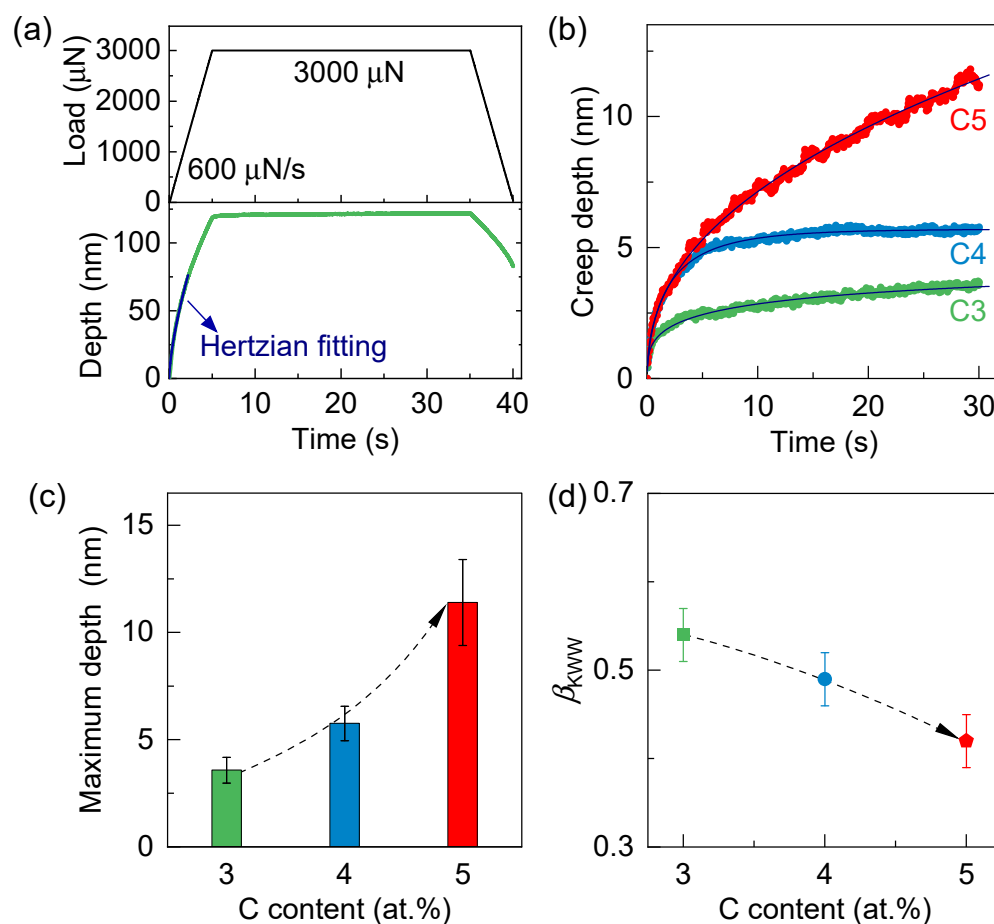 (a)
Load (μN)
3000
2000
1000
0
3000 μN
600 μN/s
Depth (nm)
100
50
0
Hertzian fitting
0 10 20 30 40
Time (s)
(b)
Creep depth (nm)
10
5
0
C5
C4
C3
0 10 20 30
Time (s)
(c)
Maximum depth (nm)
15
10
5
0
3 4 5
C content (at.%)
(d)
βKWW
0.7
0.5
0.3
3 4 5
C content (at.%)